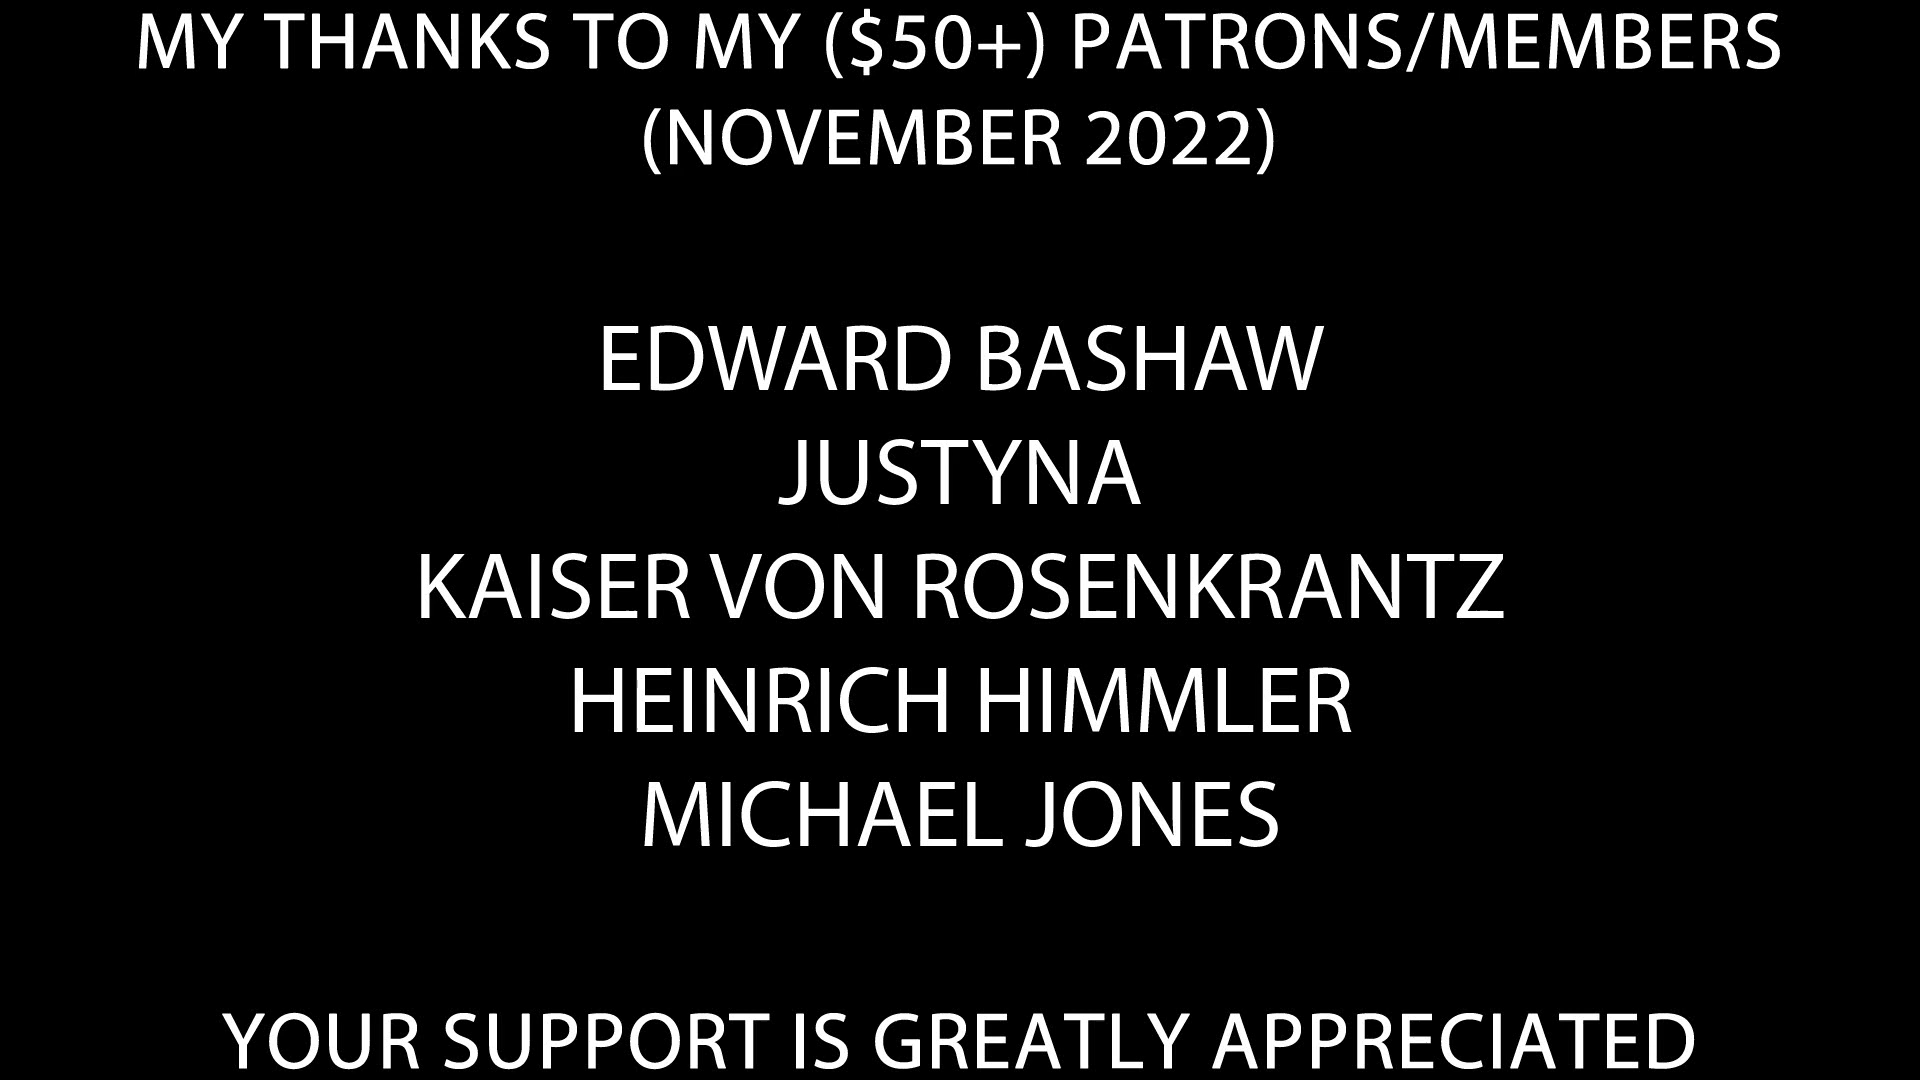 MY THANKS TO MY ($50+) PATRONS/MEMBERS
(NOVEMBER 2022)
EDWARD BASHAW
JUSTYNA
KAISER VON ROSENKRANTZ
HEINRICH HIMMLER
MICHAEL JONES
YOUR SUPPORT IS GREATLY APPRECIATED